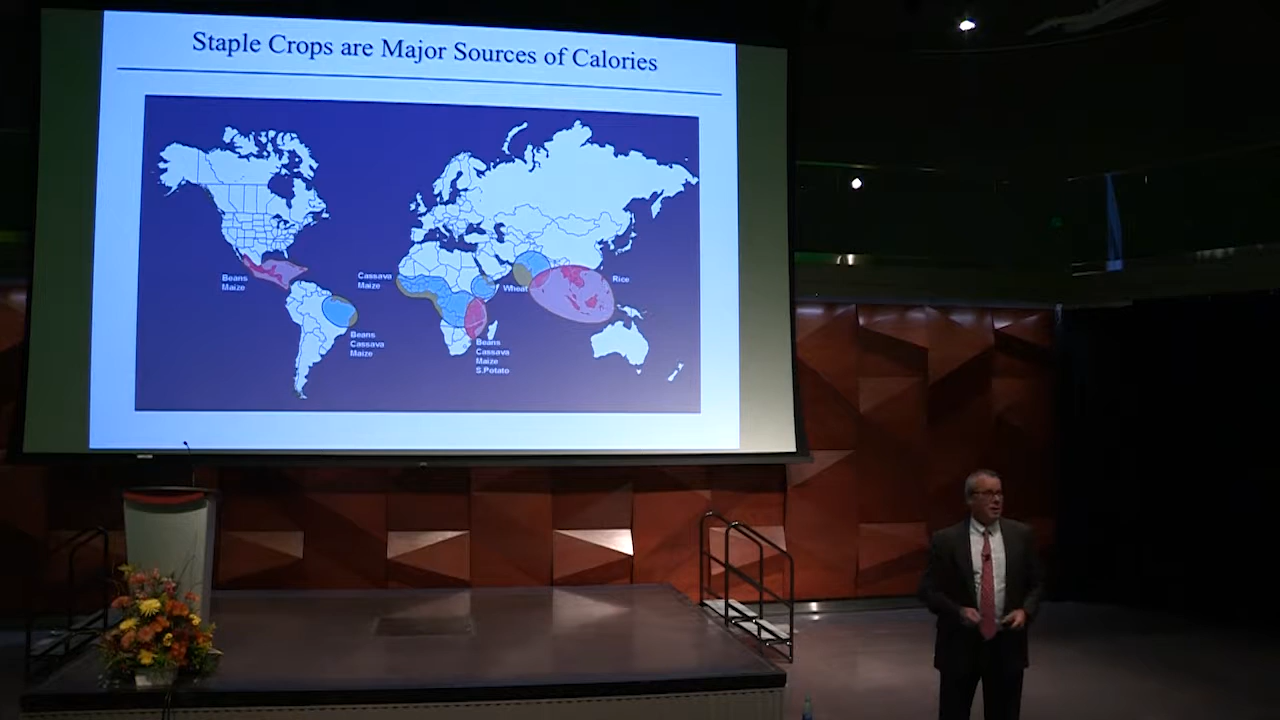 Staple Crops are Major Sources of Calories
Beans
Maize
Cassava
Maize
Wheat
Rice
Beans
Cassava
Maize
Beans
Cassava
Maize
S.Potato